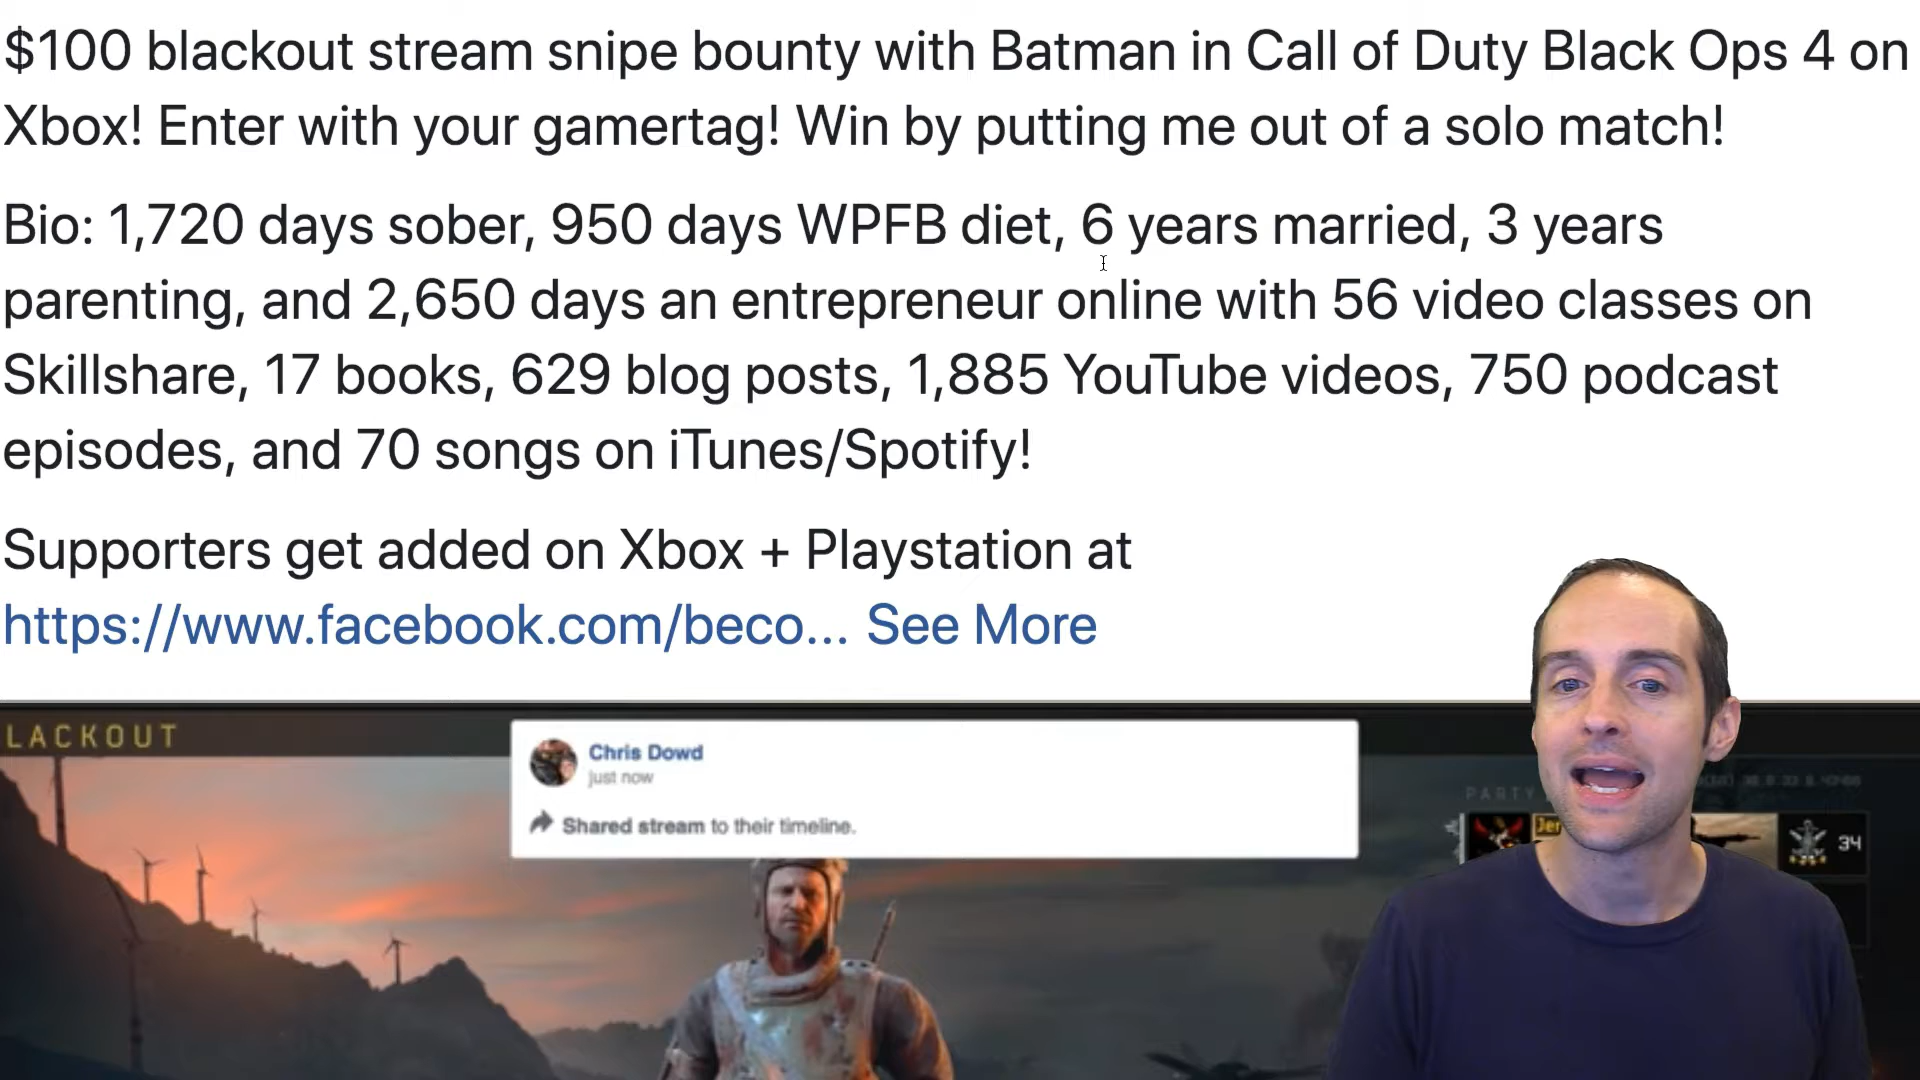 $100 blackout stream snipe bounty with Batman in Call of Duty Black Ops 4 on
Xbox! Enter with your gamertag! Win by putting me out of a solo match!
Bio: 1,720 days sober, 950 days WPFB diet, 6 years married, 3 years
parenting, and 2,650 days an entrepreneur online with 56 video classes on
Skillshare, 17 books, 629 blog posts, 1,885 YouTube videos, 750 podcast
episodes, and 70 songs on iTunes/Spotify!
Supporters get added on Xbox + Playstation at
https://www.facebook.com/beco... See More
LACKOUT
Chris Dowd
just now
Shared stream to their timeline.
PARTY
Jer
34